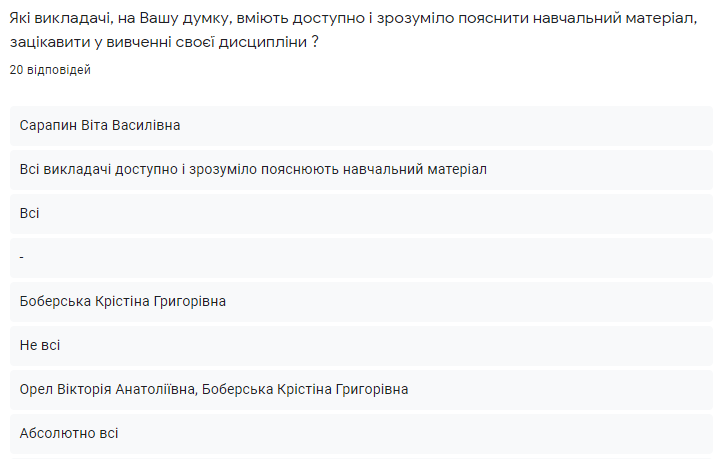 Які викладачі, на Вашу думку, вміють доступно і зрозуміло пояснити навчальний матеріал,
зацікавити у вивченні своєї дисципліни ?
20 відповідей
Сарапин Віта Василівна
Всі викладачі доступно і зрозуміло пояснюють навчальний матеріал
Всі
-
Боберська Крістіна Григорівна
Не всі
Орел Вікторія Анатоліївна, Боберська Крістіна Григорівна
Абсолютно всі